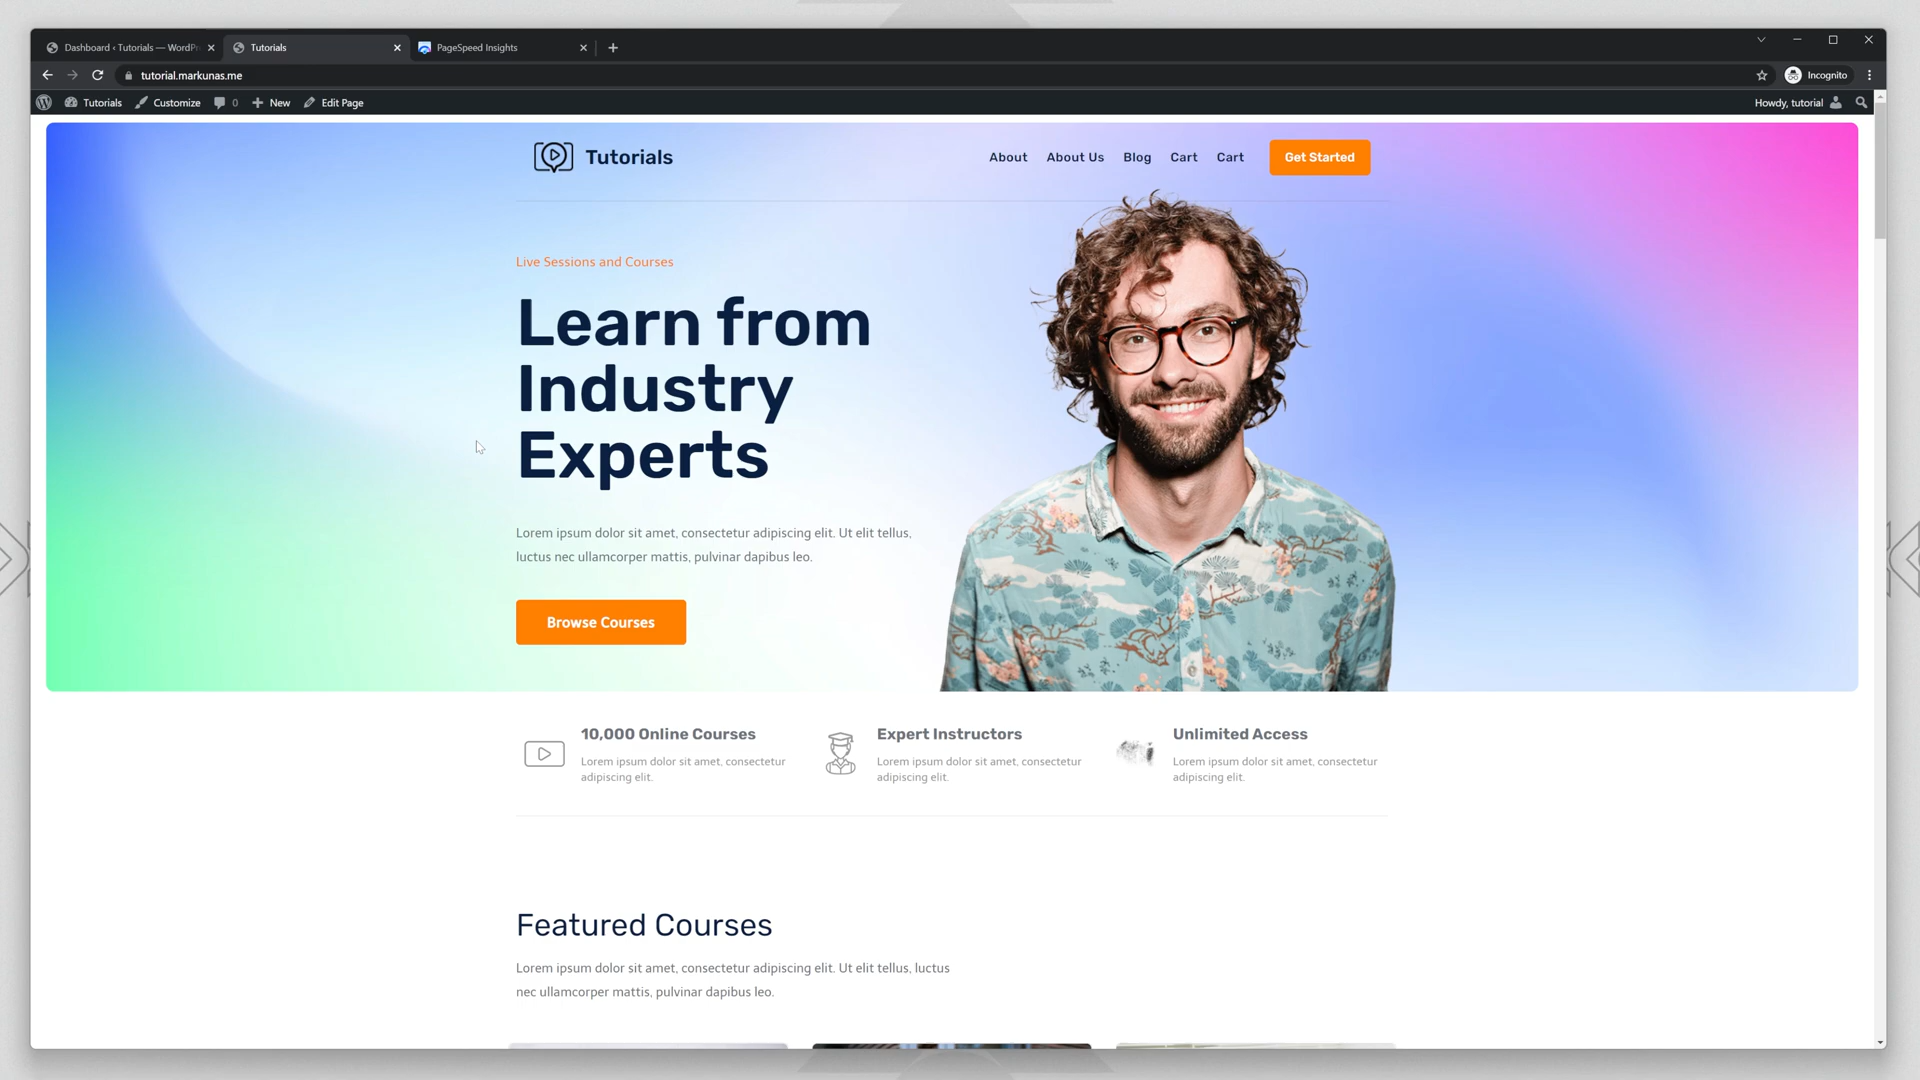 Dashboard ‹ Tutorials — WordPr
Tutorials
PageSpeed Insights
tutorial.markunas.me
Incognito
Tutorials
Customize
0
New
Edit Page
Howdy, tutorial
Tutorials
About
About Us
Blog
Cart
Cart
Get Started
Live Sessions and Courses
Learn from
Industry
Experts
Lorem ipsum dolor sit amet, consectetur adipiscing elit. Ut elit tellus,
luctus nec ullamcorper mattis, pulvinar dapibus leo.
Browse Courses
10,000 Online Courses
Lorem ipsum dolor sit amet, consectetur
adipiscing elit.
Expert Instructors
Lorem ipsum dolor sit amet, consectetur
adipiscing elit.
Unlimited Access
Lorem ipsum dolor sit amet, consectetur
adipiscing elit.
Featured Courses
Lorem ipsum dolor sit amet, consectetur adipiscing elit. Ut elit tellus, luctus
nec ullamcorper mattis, pulvinar dapibus leo.